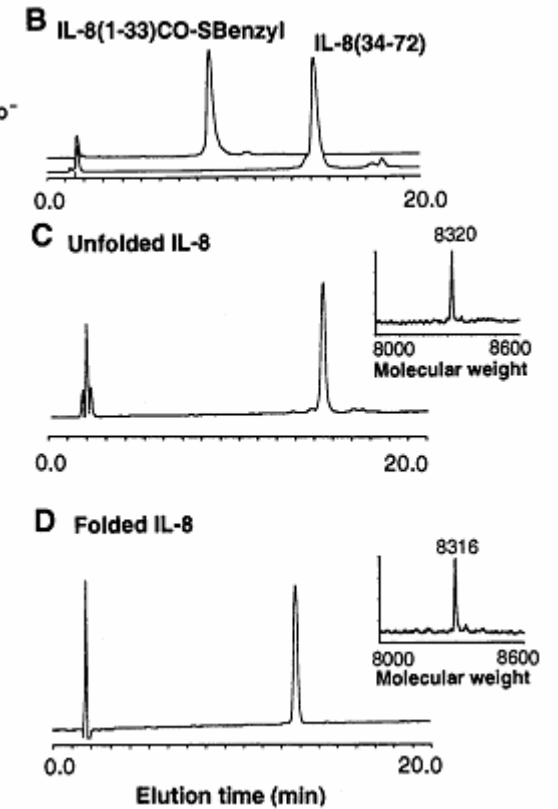 B IL-8(1-33)CO-SBenzyl IL-8(34-72)
0.0 20.0
C Unfolded IL-8
8320
8000 8600
Molecular weight
0.0 20.0
D Folded IL-8
8316
8000 8600
Molecular weight
0.0 20.0
Elution time (min)